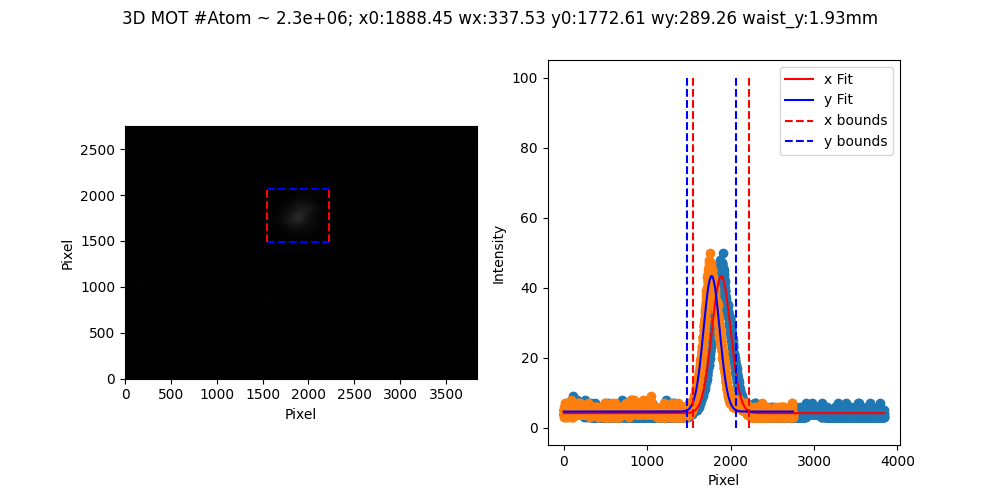 3D MOT #Atom ~ 2.3e+06; x0:1888.45 wx:337.53 y0:1772.61 wy:289.26 waist_y:1.93mm
2500
2000
1500
1000
500
0
Pixel
0 500 1000 1500 2000 2500 3000 3500
Pixel
100
80
60
40
20
0
Intensity
0 1000 2000 3000 4000
Pixel
x Fit
y Fit
x bounds
y bounds